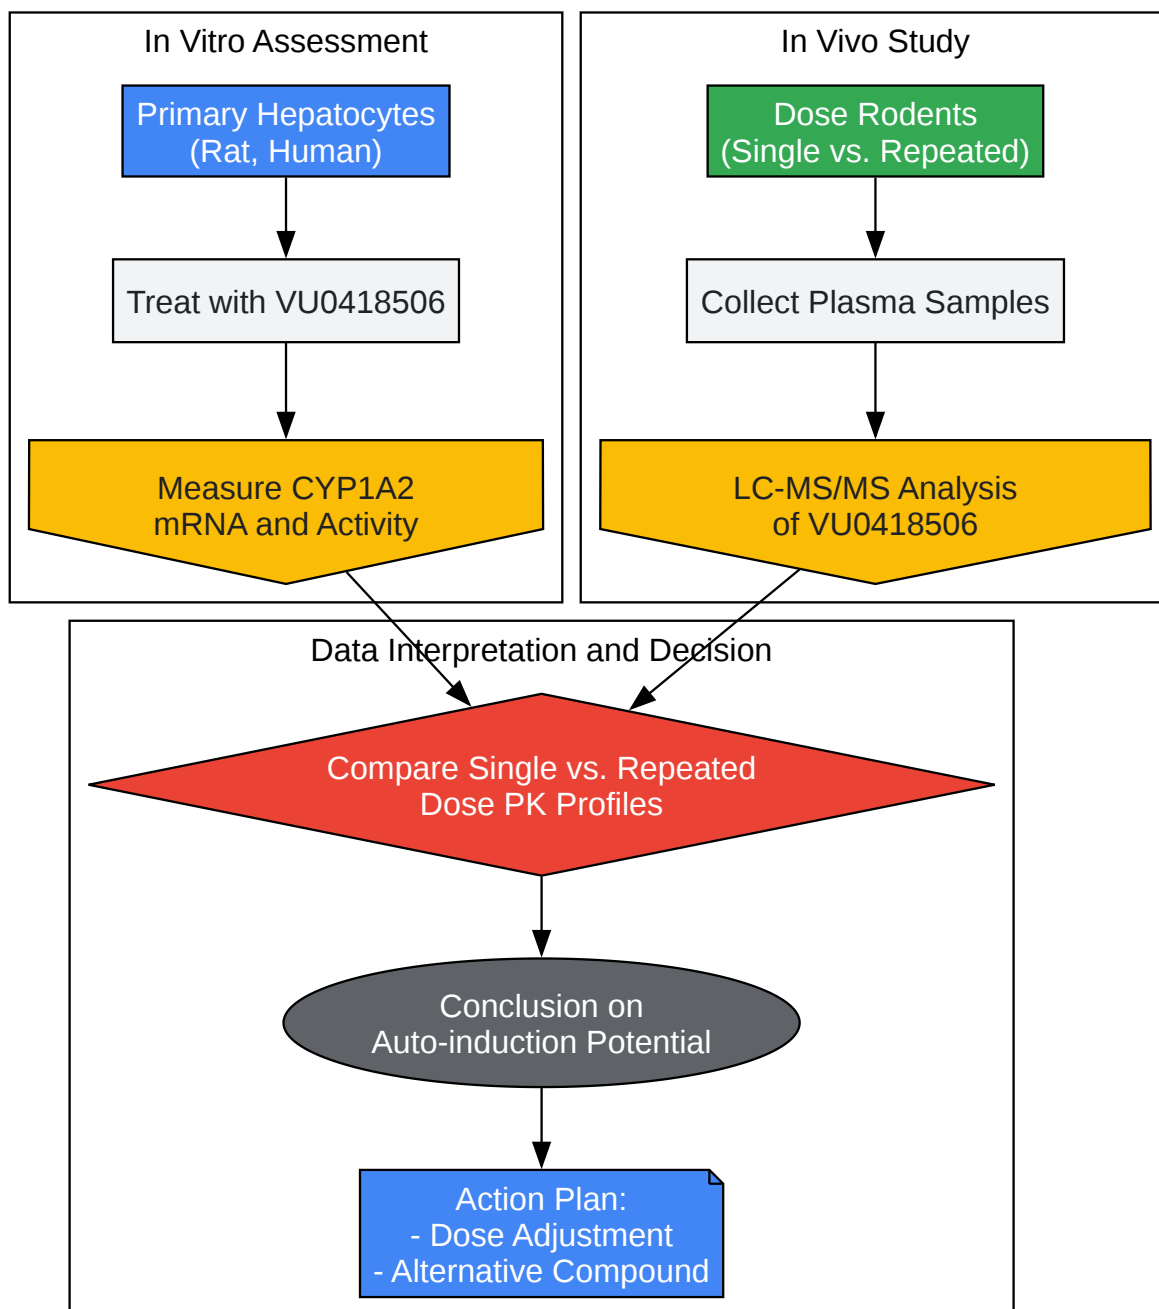 In Vitro Assessment
Primary Hepatocytes
(Rat, Human)
Treat with VU0418506
Measure CYP1A2
mRNA and Activity
In Vivo Study
Dose Rodents
(Single vs. Repeated)
Collect Plasma Samples
LC-MS/MS Analysis
of VU0418506
Data Interpretation and Decision
Compare Single vs. Repeated
Dose PK Profiles
Conclusion on
Auto-induction Potential
Action Plan:
- Dose Adjustment
- Alternative Compound